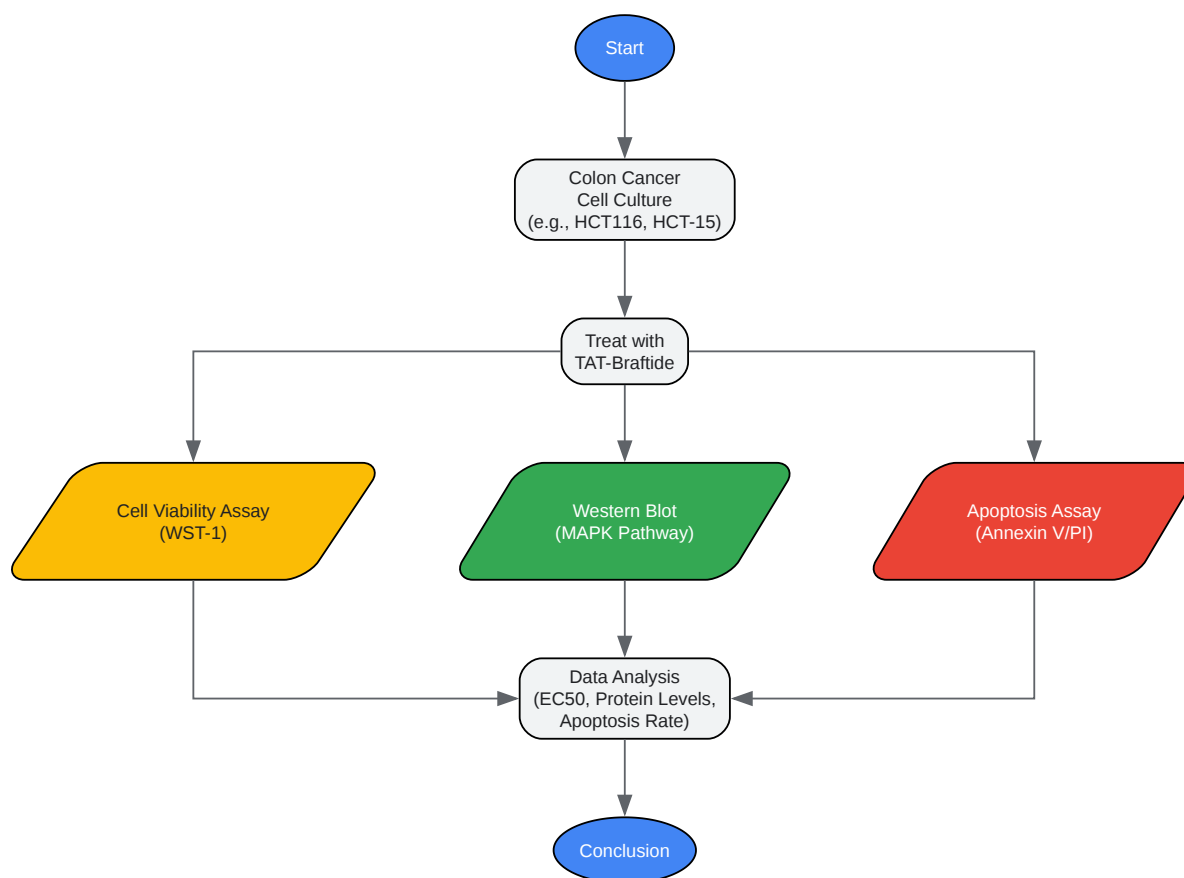 Start
Colon Cancer
Cell Culture
(e.g., HCT116, HCT-15)
Treat with
TAT-Braftide
Cell Viability Assay
(WST-1)
Western Blot
(MAPK Pathway)
Apoptosis Assay
(Annexin V/PI)
Data Analysis
(EC50, Protein Levels,
Apoptosis Rate)
Conclusion